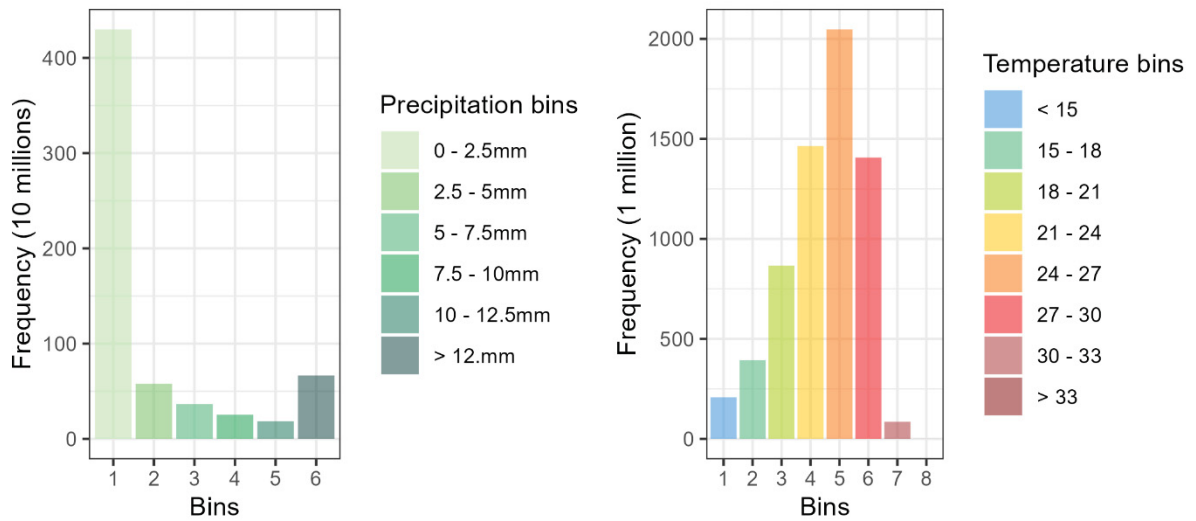 Frequency (10 millions)
400
300
200
100
0
1 2 3 4 5 6
Bins
Precipitation bins
0 - 2.5mm
2.5 - 5mm
5 - 7.5mm
7.5 - 10mm
10 - 12.5mm
> 12.mm
Frequency (1 million)
2000
1500
1000
500
0
1 2 3 4 5 6 7 8
Bins
Temperature bins
< 15
15 - 18
18 - 21
21 - 24
24 - 27
27 - 30
30 - 33
> 33